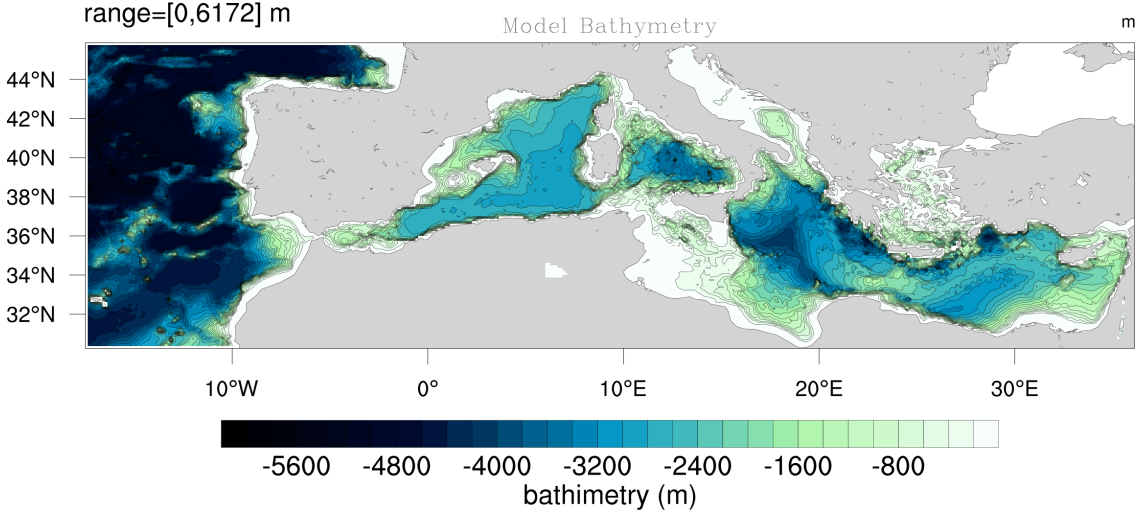 range=[0,6172] m
Model Bathymetry
m
44°N
42°N
40°N
38°N
36°N
34°N
32°N
10°W 0° 10°E 20°E 30°E
-5600 -4800 -4000 -3200 -2400 -1600 -800
bathimetry (m)